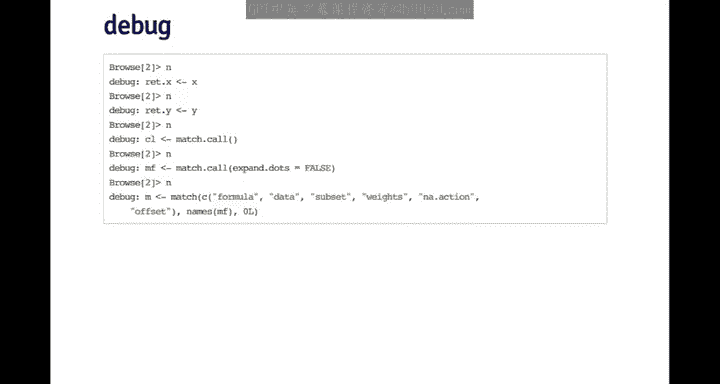 debug
Browse[2]> n
debug: ret.x <- x
Browse[2]> n
debug: ret.y <- y
Browse[2]> n
debug: cl <- match.call()
Browse[2]> n
debug: mf <- match.call(expand.dots = FALSE)
Browse[2]> n
debug: m <- match(c("formula", "data", "subset", "weights", "na.action",
"offset"), names(mf), 0L)